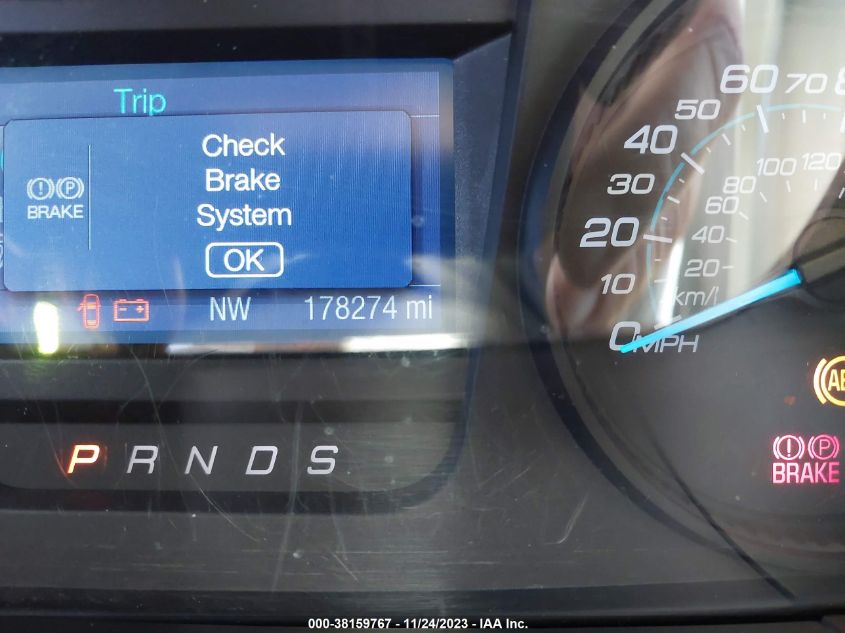 Trip
Check
Brake
System
BRAKE
OK
NW 178274 mi
P R N D S
0 10 20 30 40 50 60 70
20 40 60 80 100 120
MPH
BRAKE
000-38159767 - 11/24/2023 - IAA Inc.